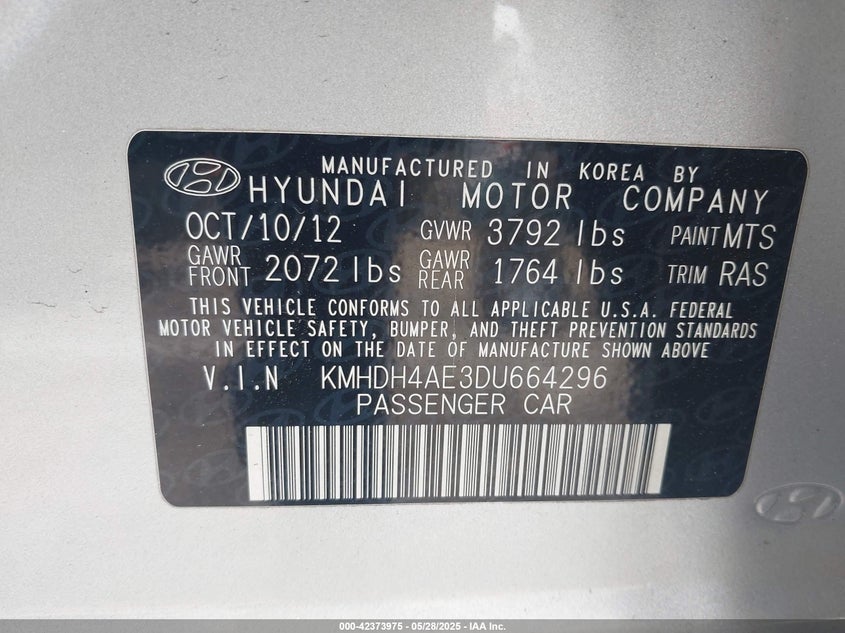 MANUFACTURED IN KOREA BY
HYUNDAI MOTOR COMPANY
OCT/10/12 GVWR 3792 lbs PAINT MTS
GAWR FRONT 2072 lbs GAWR REAR 1764 lbs TRIM RAS
THIS VEHICLE CONFORMS TO ALL APPLICABLE U.S.A. FEDERAL
MOTOR VEHICLE SAFETY, BUMPER, AND THEFT PREVENTION STANDARDS
IN EFFECT ON THE DATE OF MANUFACTURE SHOWN ABOVE
V.I.N KMHDH4AE3DU664296
PASSENGER CAR
000-42373975 - 05/28/2025 - IAA Inc.